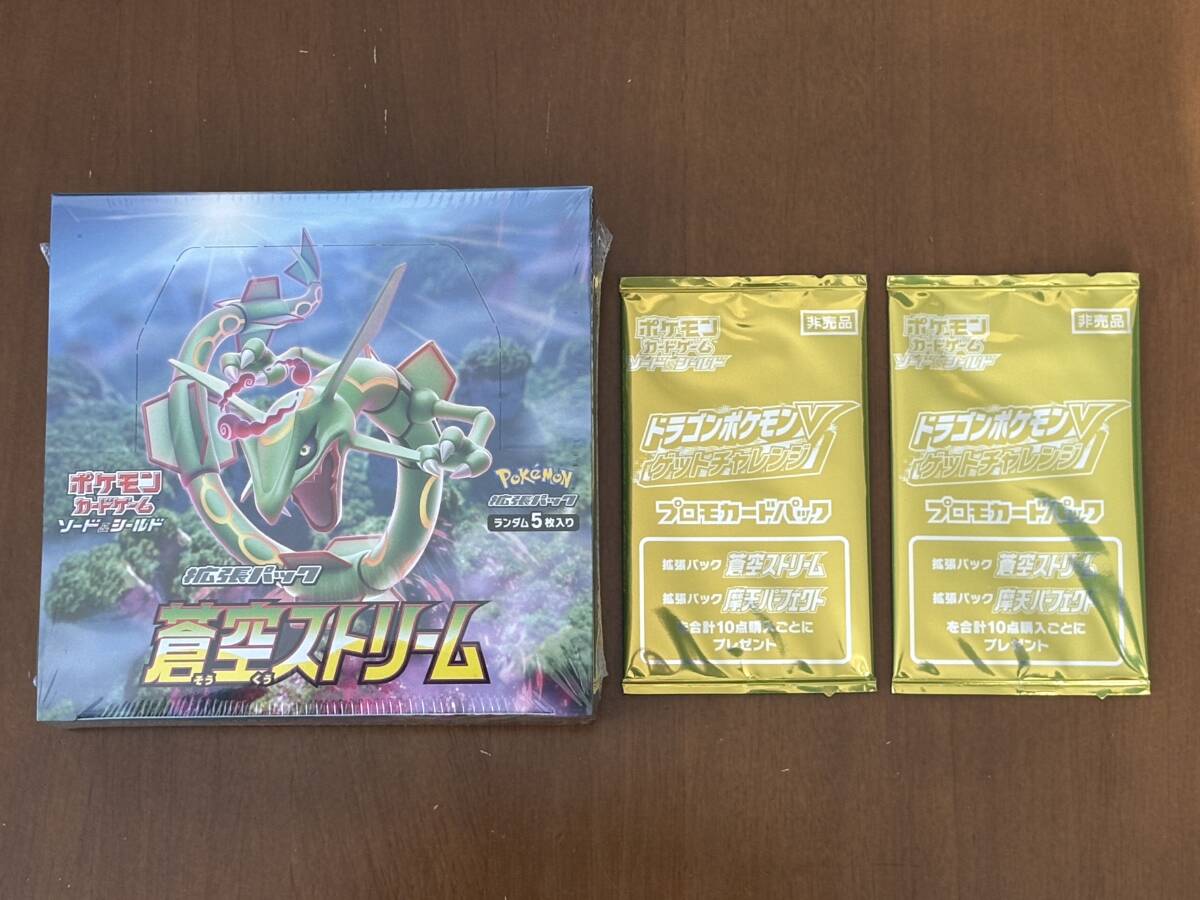 ポケモン
カードゲーム
ソード&シールド
Pokémon
拡張パック
ランダム5枚入り
拡張パック
蒼空ストリーム
そう くう
ポケモン
カードゲーム
ソード&シールド
非売品
ドラゴンポケモンV
ゲットチャレンジ
プロモカードパック
拡張パック 蒼空ストリーム
拡張パック 摩天パーフェクト
を合計10点購入ごとに
プレゼント
ポケモン
カードゲーム
ソード&シールド
非売品
ドラゴンポケモンV
ゲットチャレンジ
プロモカードパック
拡張パック 蒼空ストリーム
拡張パック 摩天パーフェクト
を合計10点購入ごとに
プレゼント